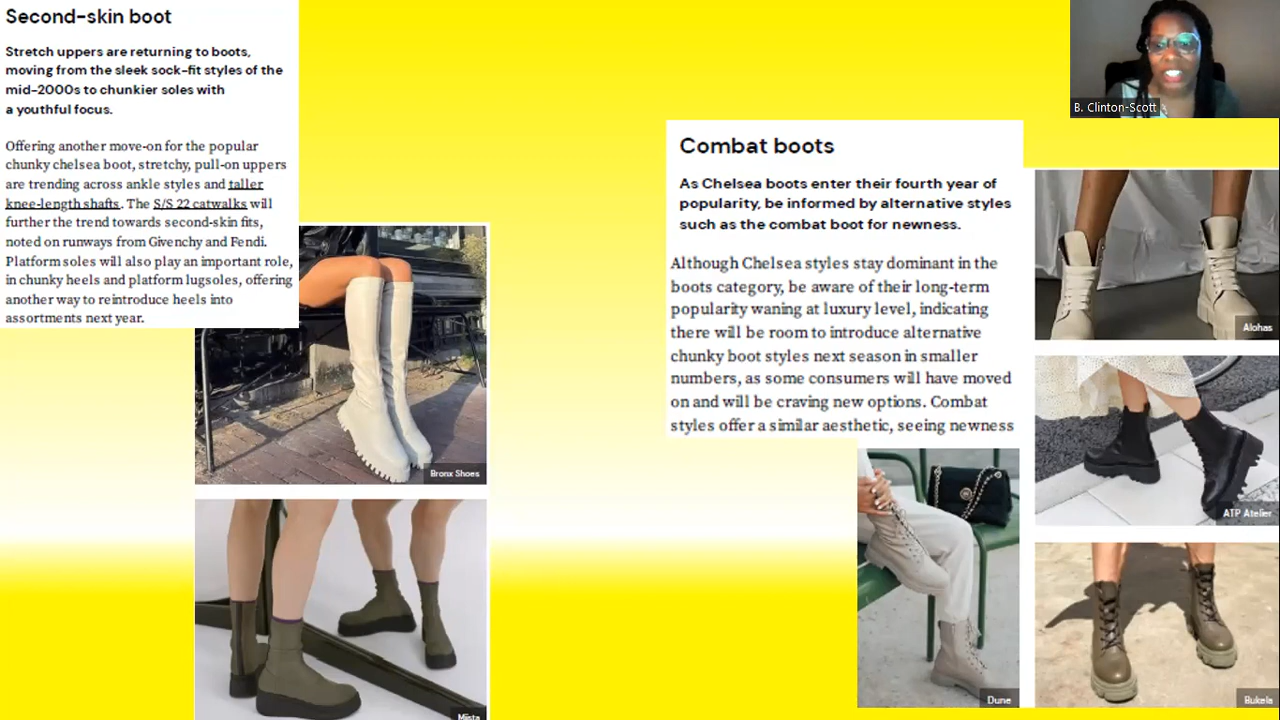 Second-skin boot
Stretch uppers are returning to boots,
moving from the sleek sock-fit styles of the
mid-2000s to chunkier soles with
a youthful focus.
Offering another move-on for the popular
chunky chelsea boot, stretchy, pull-on uppers
are trending across ankle styles and taller
knee-length shafts. The S/S 22 catwalks will
further the trend towards second-skin fits,
noted on runways from Givenchy and Fendi.
Platform soles will also play an important role,
in chunky heels and platform lugsoles, offering
another way to reintroduce heels into
assortments next year.
Bronx Shoes
Miista
B. Clinton-Scott
Combat boots
As Chelsea boots enter their fourth year of
popularity, be informed by alternative styles
such as the combat boot for newness.
Although Chelsea styles stay dominant in the
boots category, be aware of their long-term
popularity waning at luxury level, indicating
there will be room to introduce alternative
chunky boot styles next season in smaller
numbers, as some consumers will have moved
on and will be craving new options. Combat
styles offer a similar aesthetic, seeing newness
Alohas
ATP Atelier
Dune
Bukela